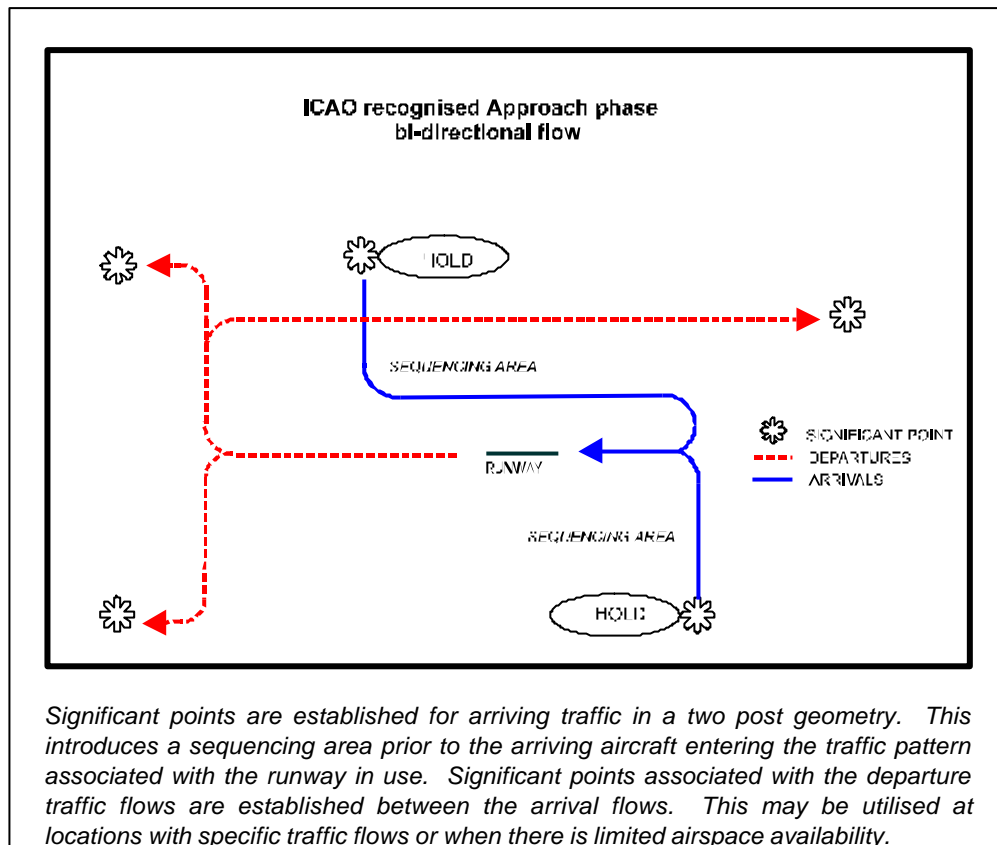 ICAO recognised Approach phase
bi-directional flow
HOLD
SEQUENCING AREA
SIGNIFICANT POINT
DEPARTURES
ARRIVALS
RUNWAY
SEQUENCING AREA
HOLD
Significant points are established for arriving traffic in a two post geometry. This
introduces a sequencing area prior to the arriving aircraft entering the traffic pattern
associated with the runway in use. Significant points associated with the departure
traffic flows are established between the arrival flows. This may be utilised at
locations with specific traffic flows or when there is limited airspace availability.